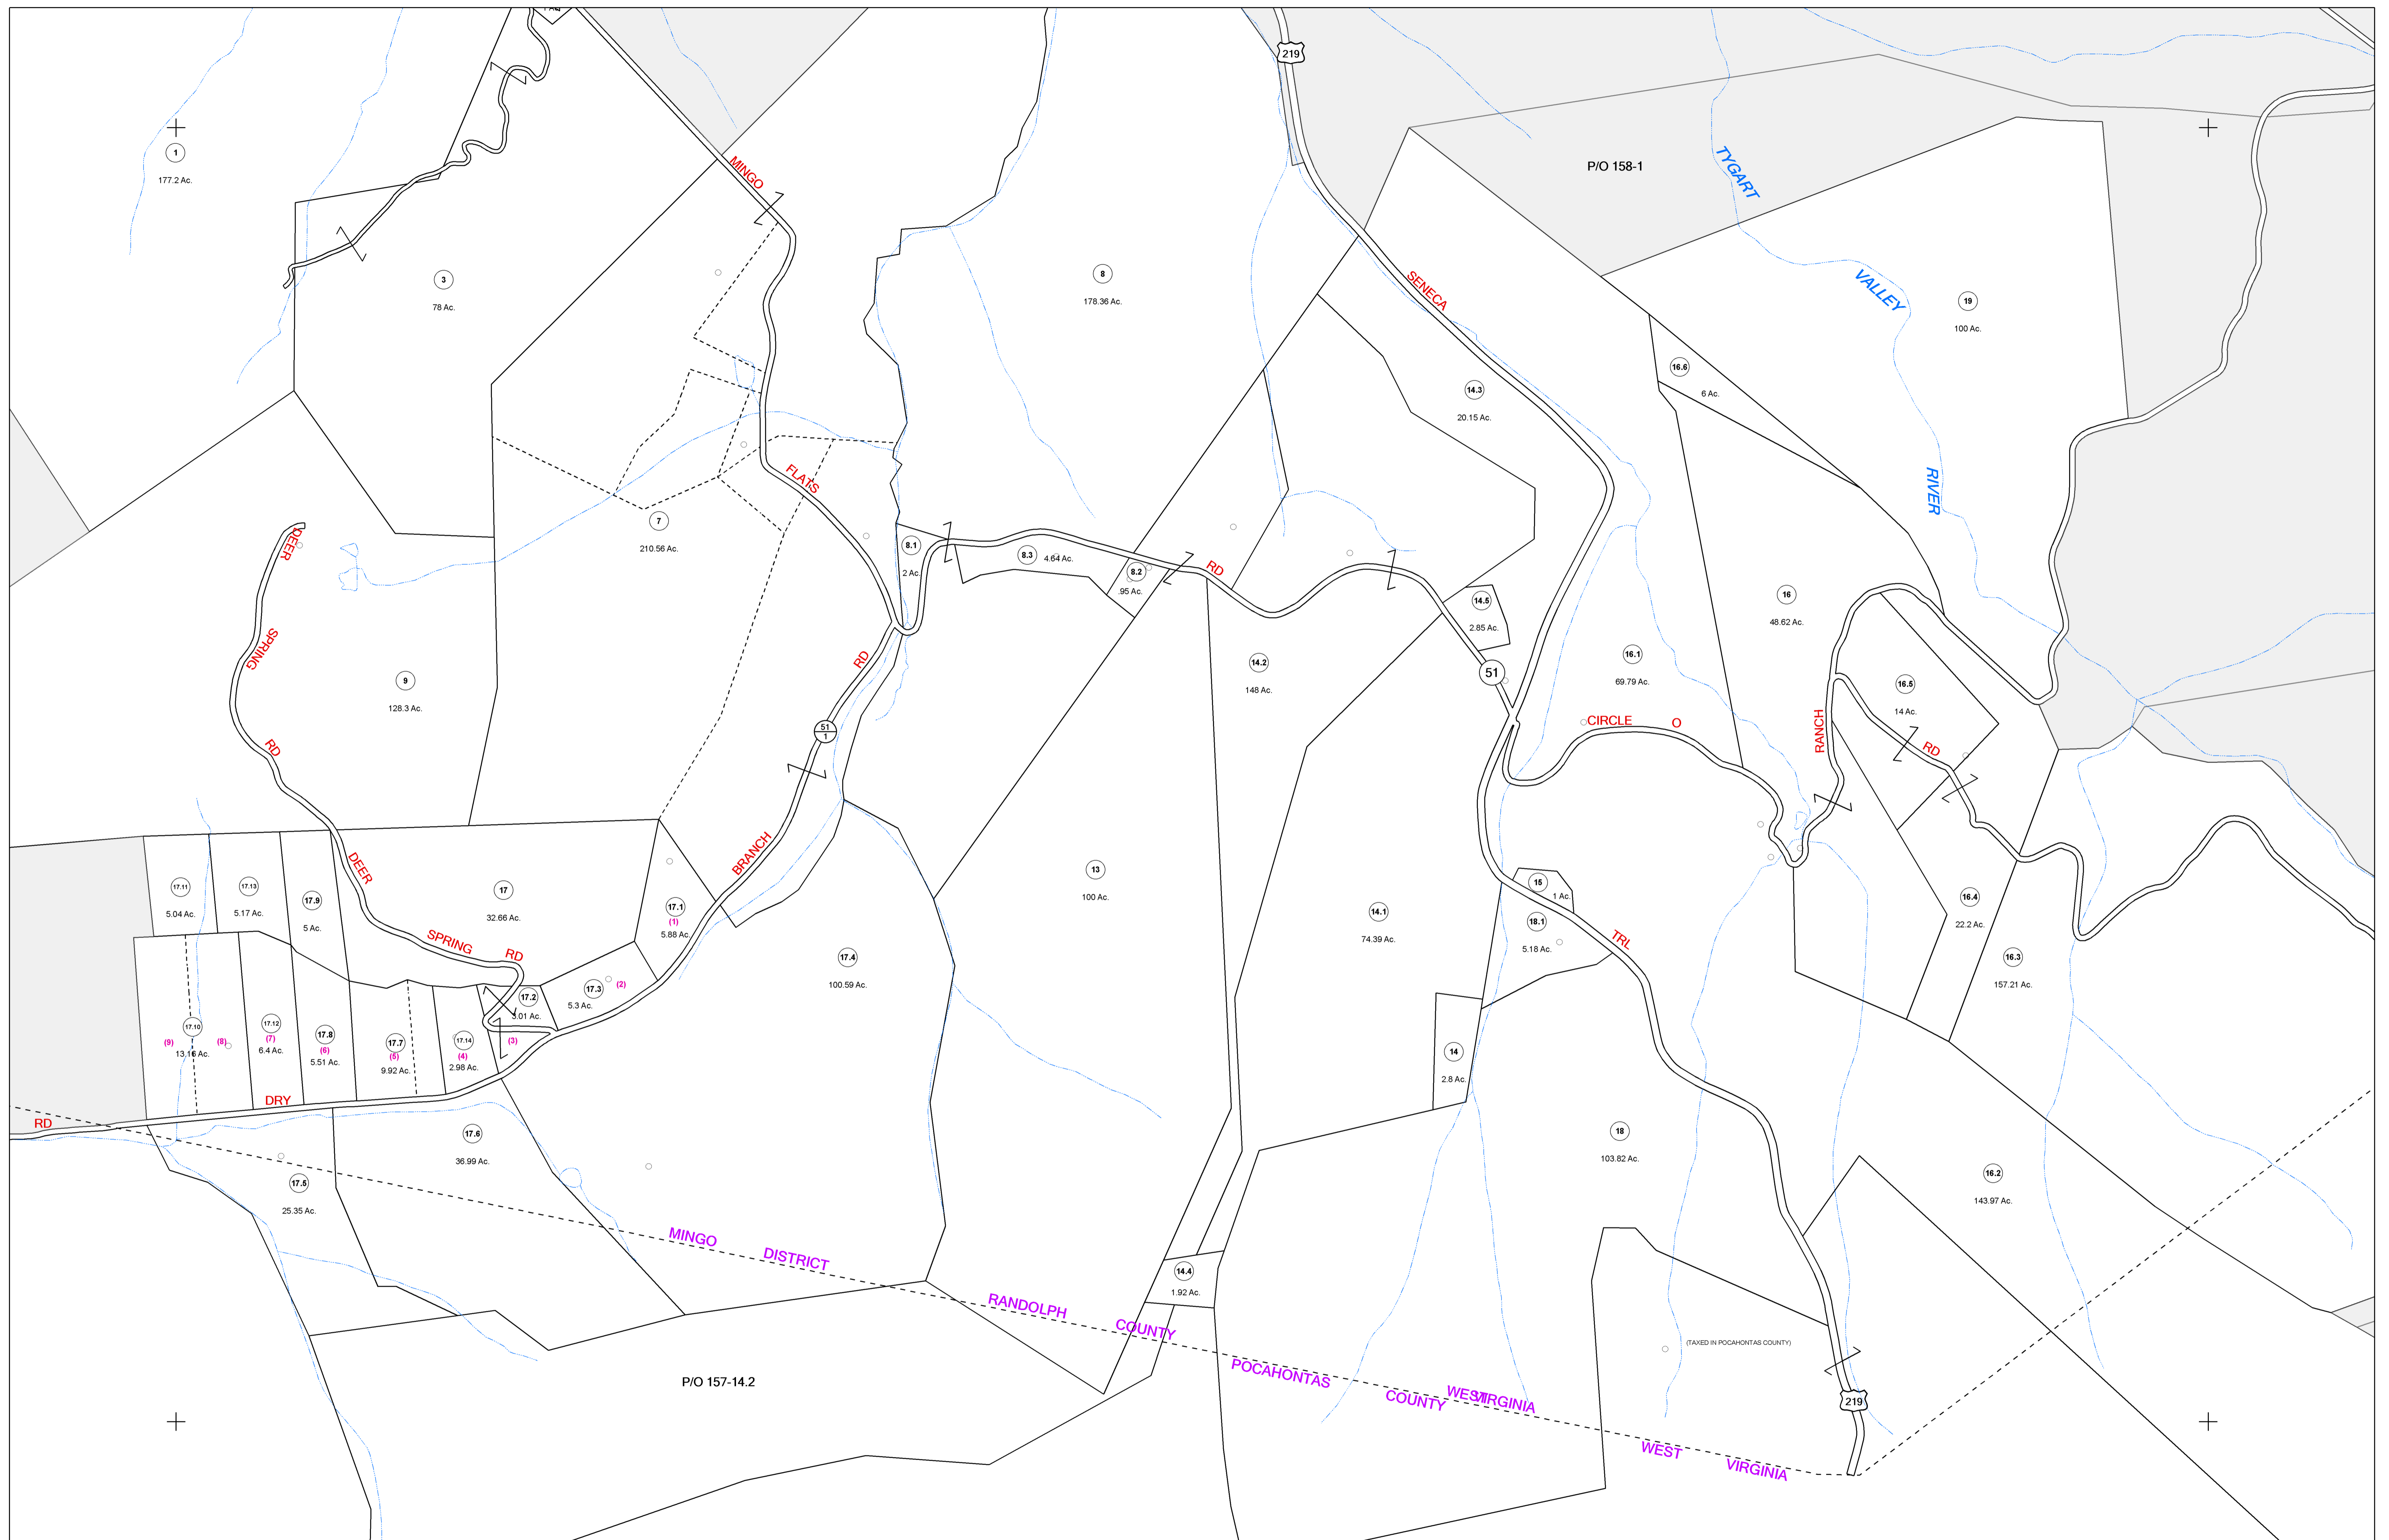 219
1
177.2 Ac.
MINGO
P/O 158-1
TYGART
VALLEY
RIVER
3
78 Ac.
8
178.36 Ac.
SENECA
19
100 Ac.
16.6
6 Ac.
14.3
20.15 Ac.
FLATS
7
210.56 Ac.
DEER
SPRING
RD
8.1
2 Ac.
8.3
4.64 Ac.
8.2
.95 Ac.
RD
14.5
2.85 Ac.
16
48.62 Ac.
9
128.3 Ac.
RD
14.2
148 Ac.
51
16.1
69.79 Ac.
16.5
14 Ac.
51
1
CIRCLE
O
RANCH
RD
DEER
SPRING
RD
BRANCH
17.11
5.04 Ac.
17.13
5.17 Ac.
17.9
5 Ac.
17
32.66 Ac.
17.1
(1)
5.88 Ac.
13
100 Ac.
15
1 Ac.
14.1
74.39 Ac.
18.1
5.18 Ac.
TRL
16.4
22.2 Ac.
17.4
100.59 Ac.
16.3
157.21 Ac.
17.2
3.01 Ac.
17.3
(2)
5.3 Ac.
17.10
(9)
(8)
13.16 Ac.
17.12
(7)
6.4 Ac.
17.8
(6)
5.51 Ac.
17.7
(5)
9.92 Ac.
17.14
(4)
2.98 Ac.
(3)
14
2.8 Ac.
DRY
RD
17.6
36.99 Ac.
18
103.82 Ac.
17.5
25.35 Ac.
16.2
143.97 Ac.
MINGO
DISTRICT
14.4
1.92 Ac.
RANDOLPH
COUNTY
WEST
VIRGINIA
POCAHONTAS
COUNTY
WEST
VIRGINIA
(TAXED IN POCAHONTAS COUNTY)
P/O 157-14.2
219